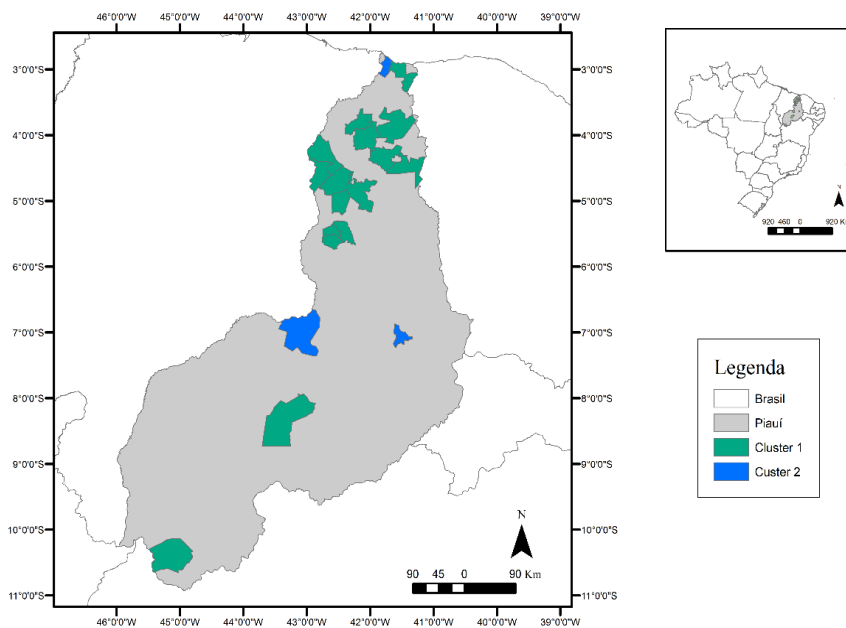 46°0'0"W 45°0'0"W 44°0'0"W 43°0'0"W 42°0'0"W 41°0'0"W 40°0'0"W 39°0'0"W
3°0'0"S 3°0'0"S
4°0'0"S 4°0'0"S
5°0'0"S 5°0'0"S
6°0'0"S 6°0'0"S
7°0'0"S 7°0'0"S
8°0'0"S 8°0'0"S
9°0'0"S 9°0'0"S
10°0'0"S 10°0'0"S
11°0'0"S 11°0'0"S
N
90 45 0 90 Km
46°0'0"W 45°0'0"W 44°0'0"W 43°0'0"W 42°0'0"W 41°0'0"W 40°0'0"W 39°0'0"W
N
920 460 0 920 Km
Legenda
Brasil
Piauí
Cluster 1
Custer 2